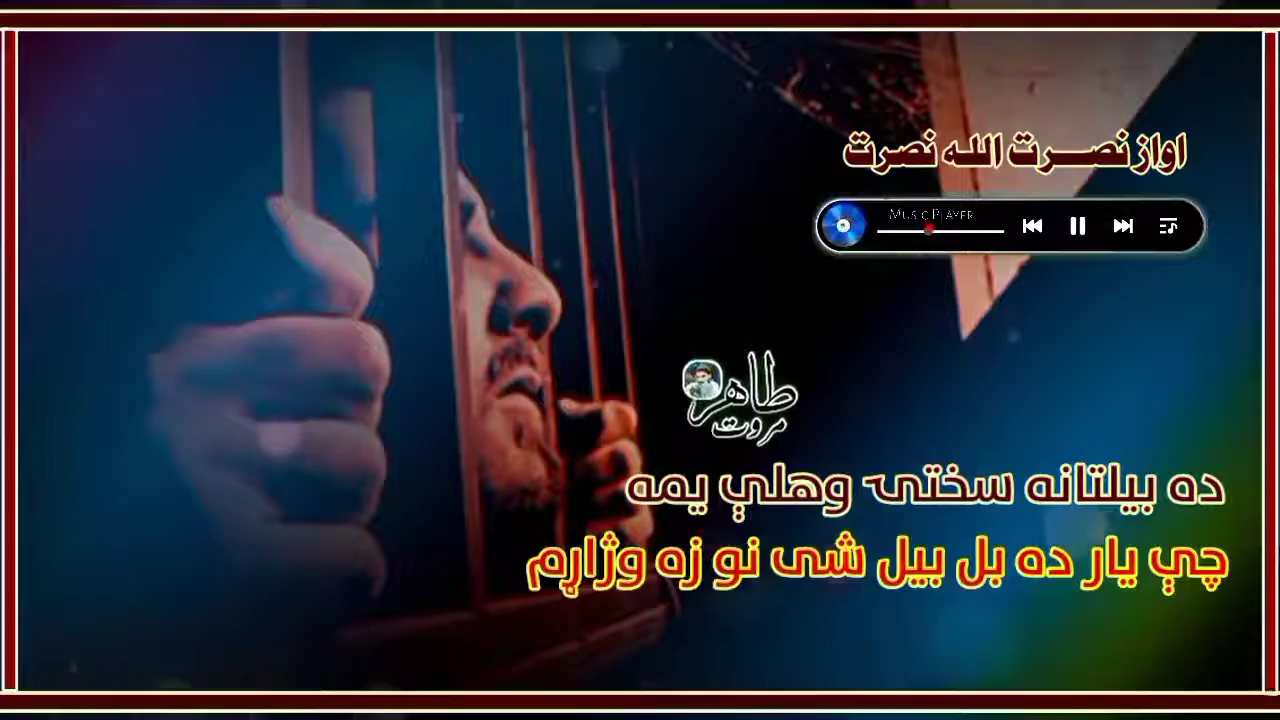 اواز نصرت الله نصرت
Music Player
طاهر
مروت
ده بیلتانه سختی وهلې یمه
چې یار ده بل بیل شی نو زه وژاړم